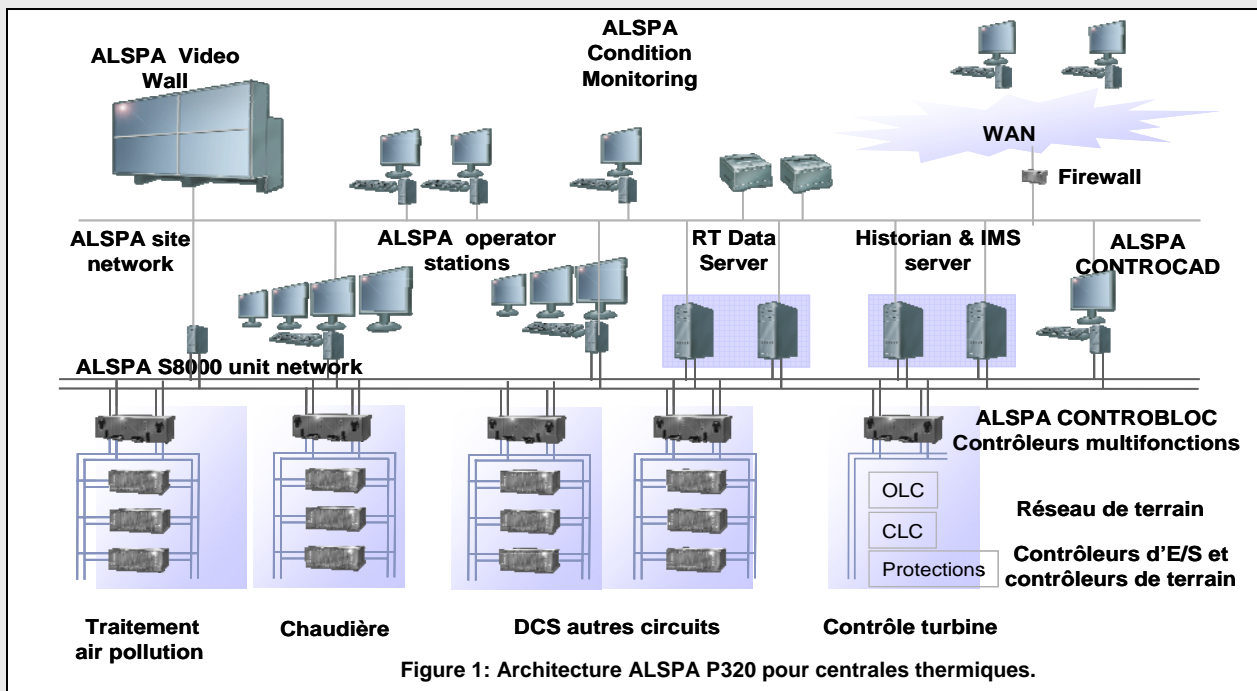 ALSPA Video
Wall
ALSPA
Condition
Monitoring
WAN
Firewall
ALSPA site
network
ALSPA operator
stations
RT Data
Server
Historian & IMS
server
ALSPA
CONTROCAD
ALSPA S8000 unit network
ALSPA CONTROBLOC
Contrôleurs multifonctions
OLC
CLC
Protections
Réseau de terrain
Contrôleurs d'E/S et
contrôleurs de terrain
Traitement
air pollution
Chaudière
DCS autres circuits
Contrôle turbine
Figure 1: Architecture ALSPA P320 pour centrales thermiques.